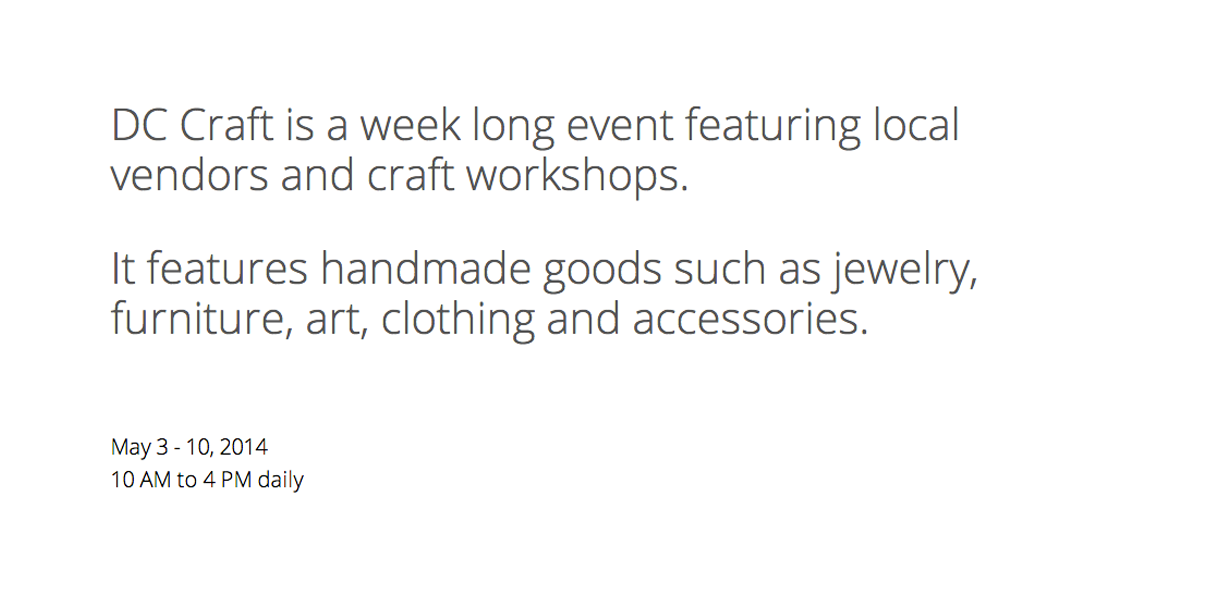 DC Craft is a week long event featuring local
vendors and craft workshops.
It features handmade goods such as jewelry,
furniture, art, clothing and accessories.
May 3 - 10, 2014
10 AM to 4 PM daily